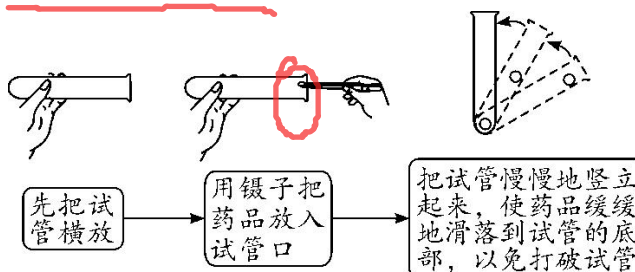 先把试
管横放
用镊子把
药品放入
试管口
把试管慢慢地竖立
起来，使药品缓缓
地滑落到试管的底
部，以免打破试管